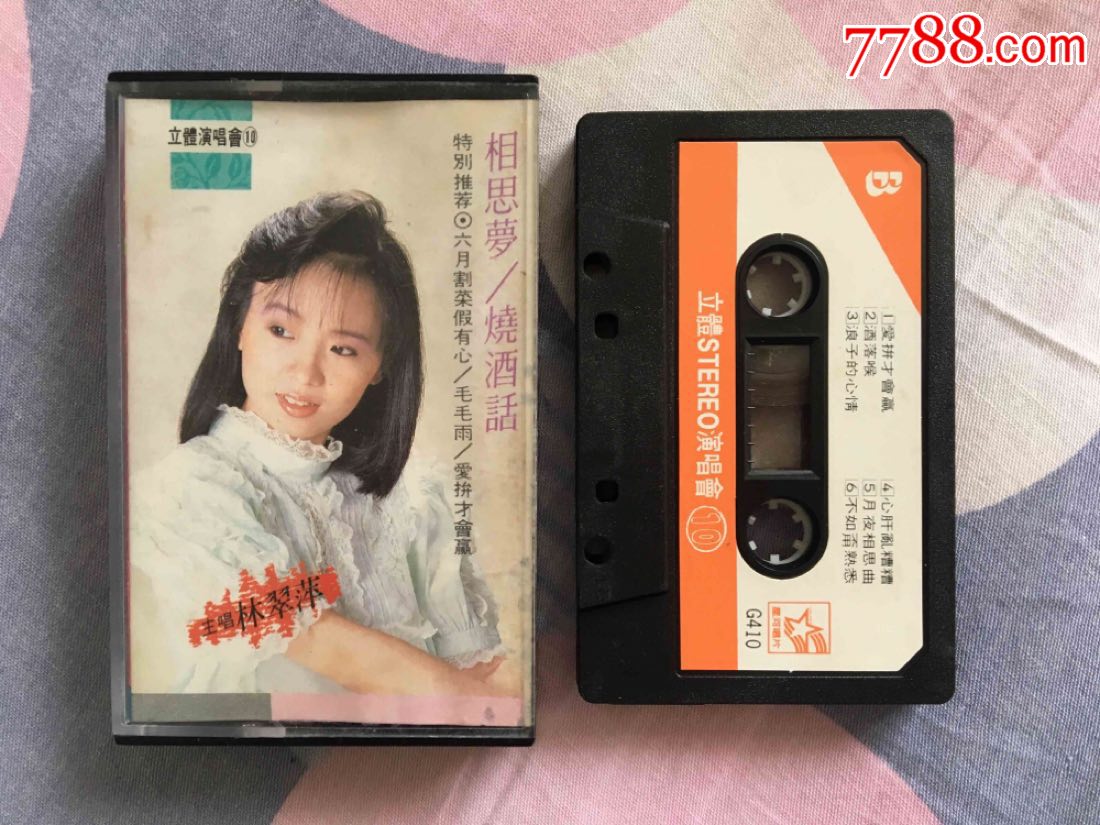 7788.com
立體演唱會⑩
相思夢/燒酒話
特別推荐⊙六月割菜假有心/毛毛雨/愛拚才會贏
主唱林翠萍
B
立體STEREO演唱會⑩
1愛拚才會贏
2酒落喉
3浪子的心情
4心肝亂糟糟
5月夜相思曲
6不如甭熟悉
G410